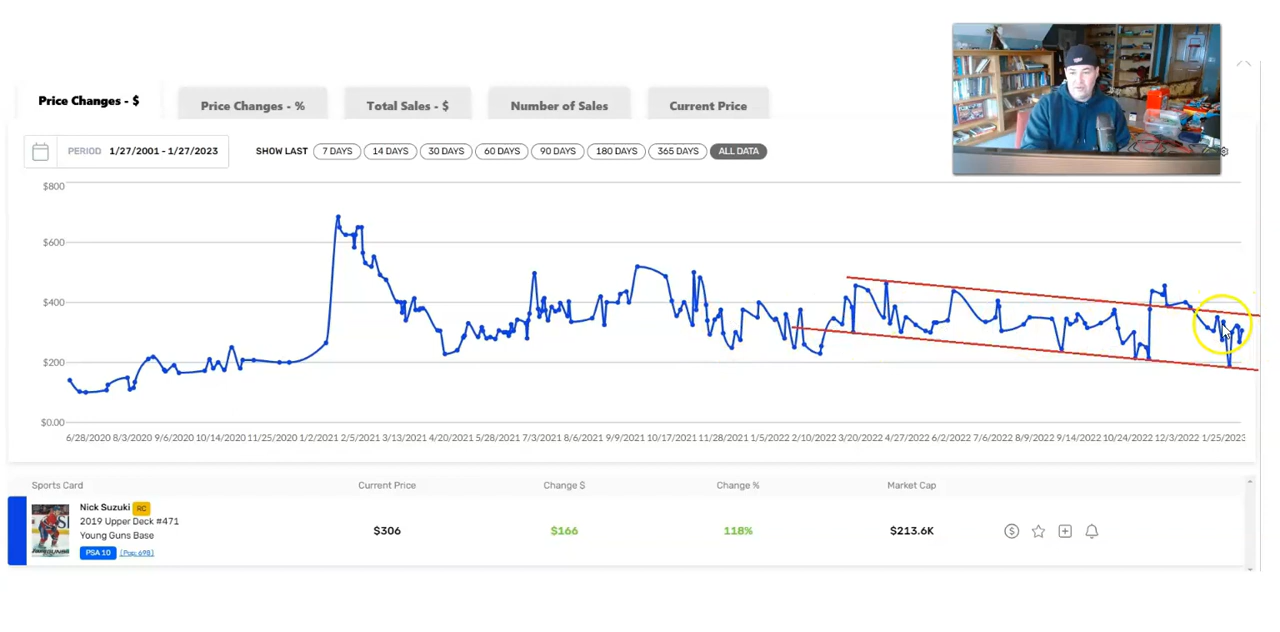 Price Changes - $
Price Changes - %
Total Sales - $
Number of Sales
Current Price
PERIOD 1/27/2001 - 1/27/2023
SHOW LAST 7 DAYS 14 DAYS 30 DAYS 60 DAYS 90 DAYS 180 DAYS 365 DAYS ALL DATA
$800
$600
$400
$200
$0.00
6/28/2020 8/3/2020 9/6/2020 10/14/2020 11/25/2020 1/2/2021 2/5/2021 3/13/2021 4/20/2021 5/28/2021 7/3/2021 8/6/2021 9/9/2021 10/17/2021 11/28/2021 1/5/2022 2/10/2022 3/20/2022 4/27/2022 6/2/2022 7/6/2022 8/9/2022 9/14/2022 10/24/2022 12/3/2022 1/25/2023
Sports Card Current Price Change $ Change % Market Cap
Nick Suzuki RC
2019 Upper Deck #471
Young Guns Base
PSA 10 (Pop: 698)
$306 $166 118% $213.6K